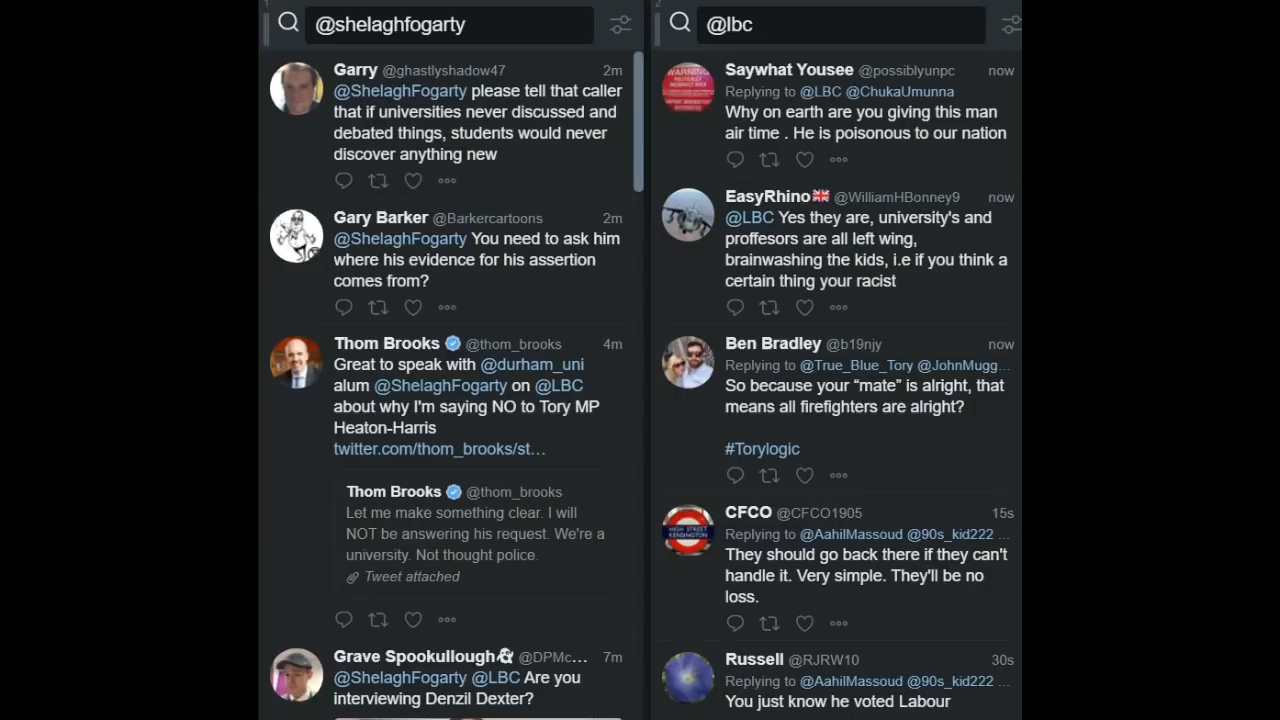 1
@shelaghfogarty
Garry @ghastlyshadow47 2m
@ShelaghFogarty please tell that caller
that if universities never discussed and
debated things, students would never
discover anything new
Gary Barker @Barkercartoons 2m
@ShelaghFogarty You need to ask him
where his evidence for his assertion
comes from?
Thom Brooks @thom_brooks 4m
Great to speak with @durham_uni
alum @ShelaghFogarty on @LBC
about why I'm saying NO to Tory MP
Heaton-Harris
twitter.com/thom_brooks/st…
Thom Brooks @thom_brooks
Let me make something clear. I will
NOT be answering his request. We're a
university. Not thought police.
Tweet attached
Grave Spookullough @DPMc... 7m
@ShelaghFogarty @LBC Are you
interviewing Denzil Dexter?
2
@lbc
WARNING
Saywhat Yousee @possiblyunpc now
Replying to @LBC @ChukaUmunna
Why on earth are you giving this man
air time . He is poisonous to our nation
EasyRhino🇬🇧 @WilliamHBonney9 now
@LBC Yes they are, university's and
proffesors are all left wing,
brainwashing the kids, i.e if you think a
certain thing your racist
Ben Bradley @b19njy now
Replying to @True_Blue_Tory @JohnMugg...
So because your “mate” is alright, that
means all firefighters are alright?
#Torylogic
HIGH STREET
KENSINGTON
CFCO @CFCO1905 15s
Replying to @AahilMassoud @90s_kid222 ...
They should go back there if they can't
handle it. Very simple. They'll be no
loss.
Russell @RJRW10 30s
Replying to @AahilMassoud @90s_kid222 ...
You just know he voted Labour